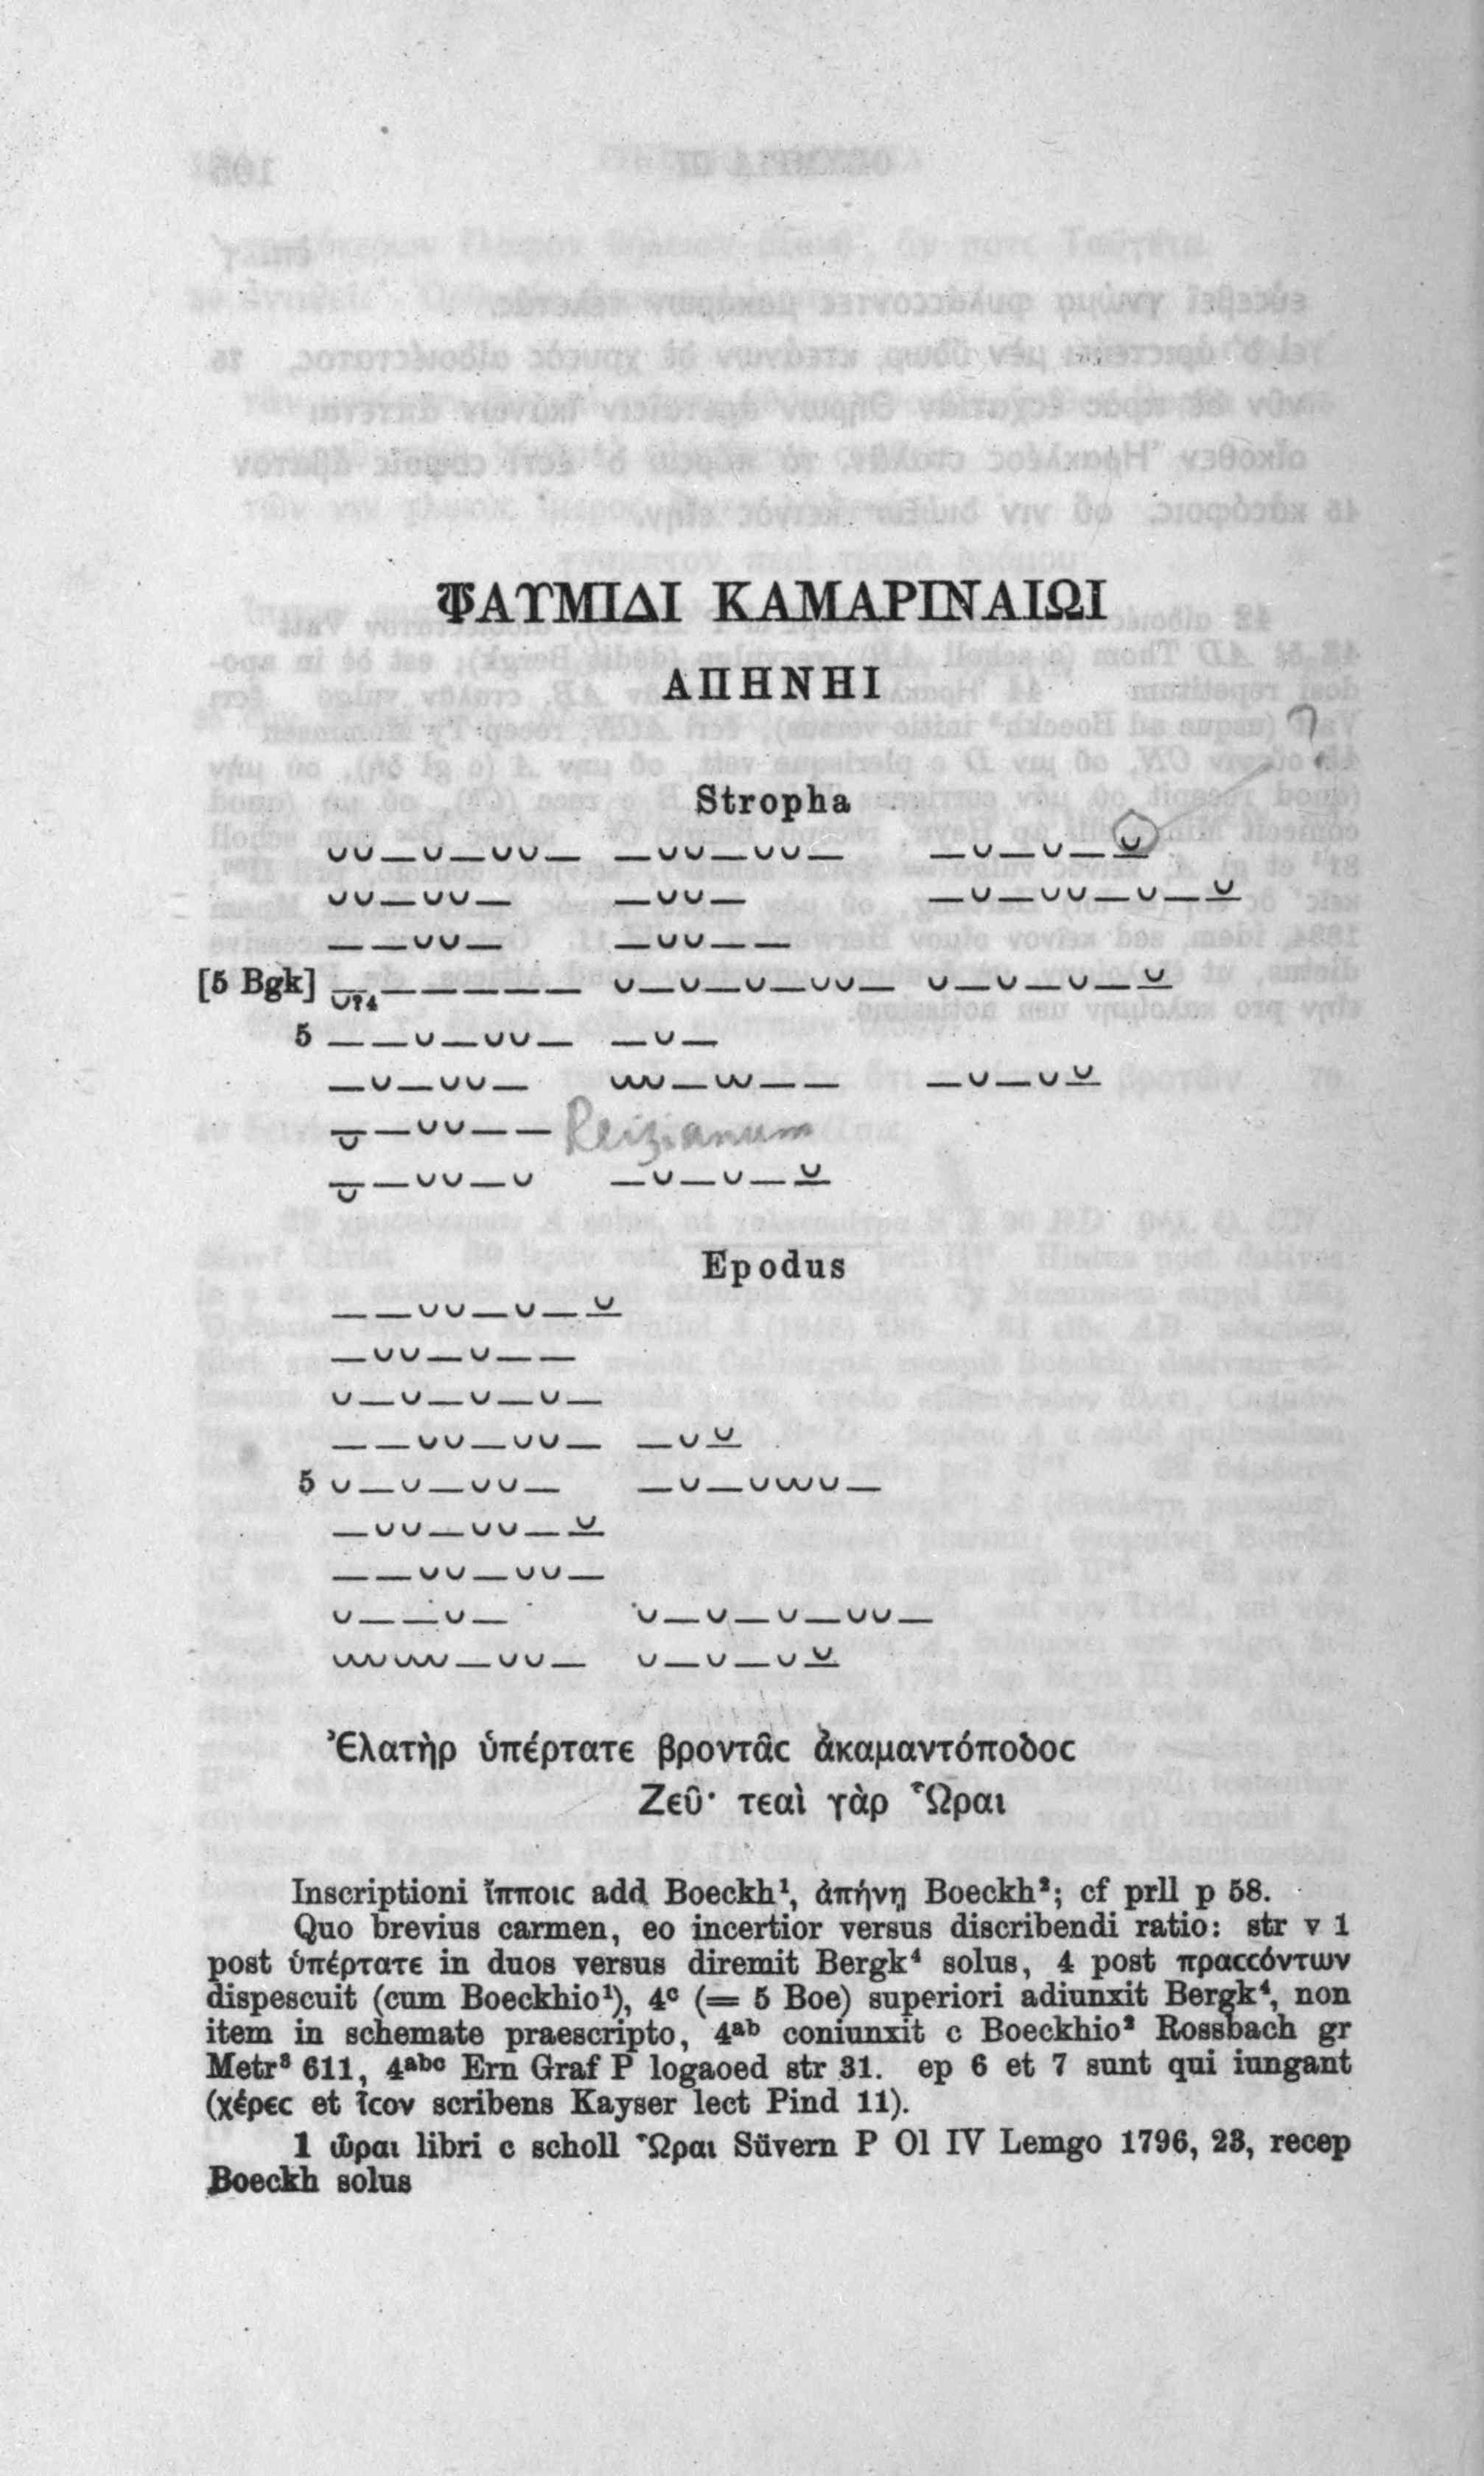 ΨΑΥΜΙΔΙ ΚΑΜΑΡΙΝΑΙΩΙ
ΑΠΗΝΗΙ
?
Stropha
∪∪—∪—∪∪— —∪∪—∪∪— —∪—∪—∪̲
∪∪—∪∪— —∪∪— —∪—∪∪—∪—∪̲
——∪∪— —∪∪——
[5 Bgk] —————— ∪—∪—∪—∪∪— ∪—∪—∪—∪̲
∪?4
5 ——∪—∪∪— —∪—
—∪—∪∪— ∪∪∪—∪∪—— —∪—∪∪̲
∪̅—∪∪—— Reizianum
∪̅—∪∪—∪ —∪—∪—∪̲
Epodus
——∪∪—∪—∪̲
—∪∪—∪——
∪—∪—∪—∪—
——∪∪—∪∪— —∪∪̲
5 ∪—∪—∪∪— —∪—∪∪∪∪—
—∪∪—∪∪—∪̲
——∪∪—∪∪—
∪——∪— ∪—∪—∪—∪∪—
∪∪∪∪∪∪—∪∪— ∪—∪—∪∪̲
Ἐλατὴρ ὑπέρτατε βροντᾶς ἀκαμαντόποδος
Ζεῦ· τεαὶ γὰρ Ὧραι
Inscriptioni ἵπποις add Boeckh¹, ἀπήνῃ Boeckh²; cf prll p 58.
Quo brevius carmen, eo incertior versus discribendi ratio: str v 1
post ὑπέρτατε in duos versus diremit Bergk⁴ solus, 4 post πρασσόντων
dispescuit (cum Boeckhio¹), 4ᶜ (= 5 Boe) superiori adiunxit Bergk⁴, non
item in schemate praescripto, 4ᵃᵇ coniunxit c Boeckhio² Rossbach gr
Metr³ 611, 4ᵃᵇᶜ Ern Graf P logaoed str 31. ep 6 et 7 sunt qui iungant
(χέρες et ἴσον scribens Kayser lect Pind 11).
1 ὧραι libri c scholl Ὧραι Süvern P Ol IV Lemgo 1796, 23, recep
Boeckh solus